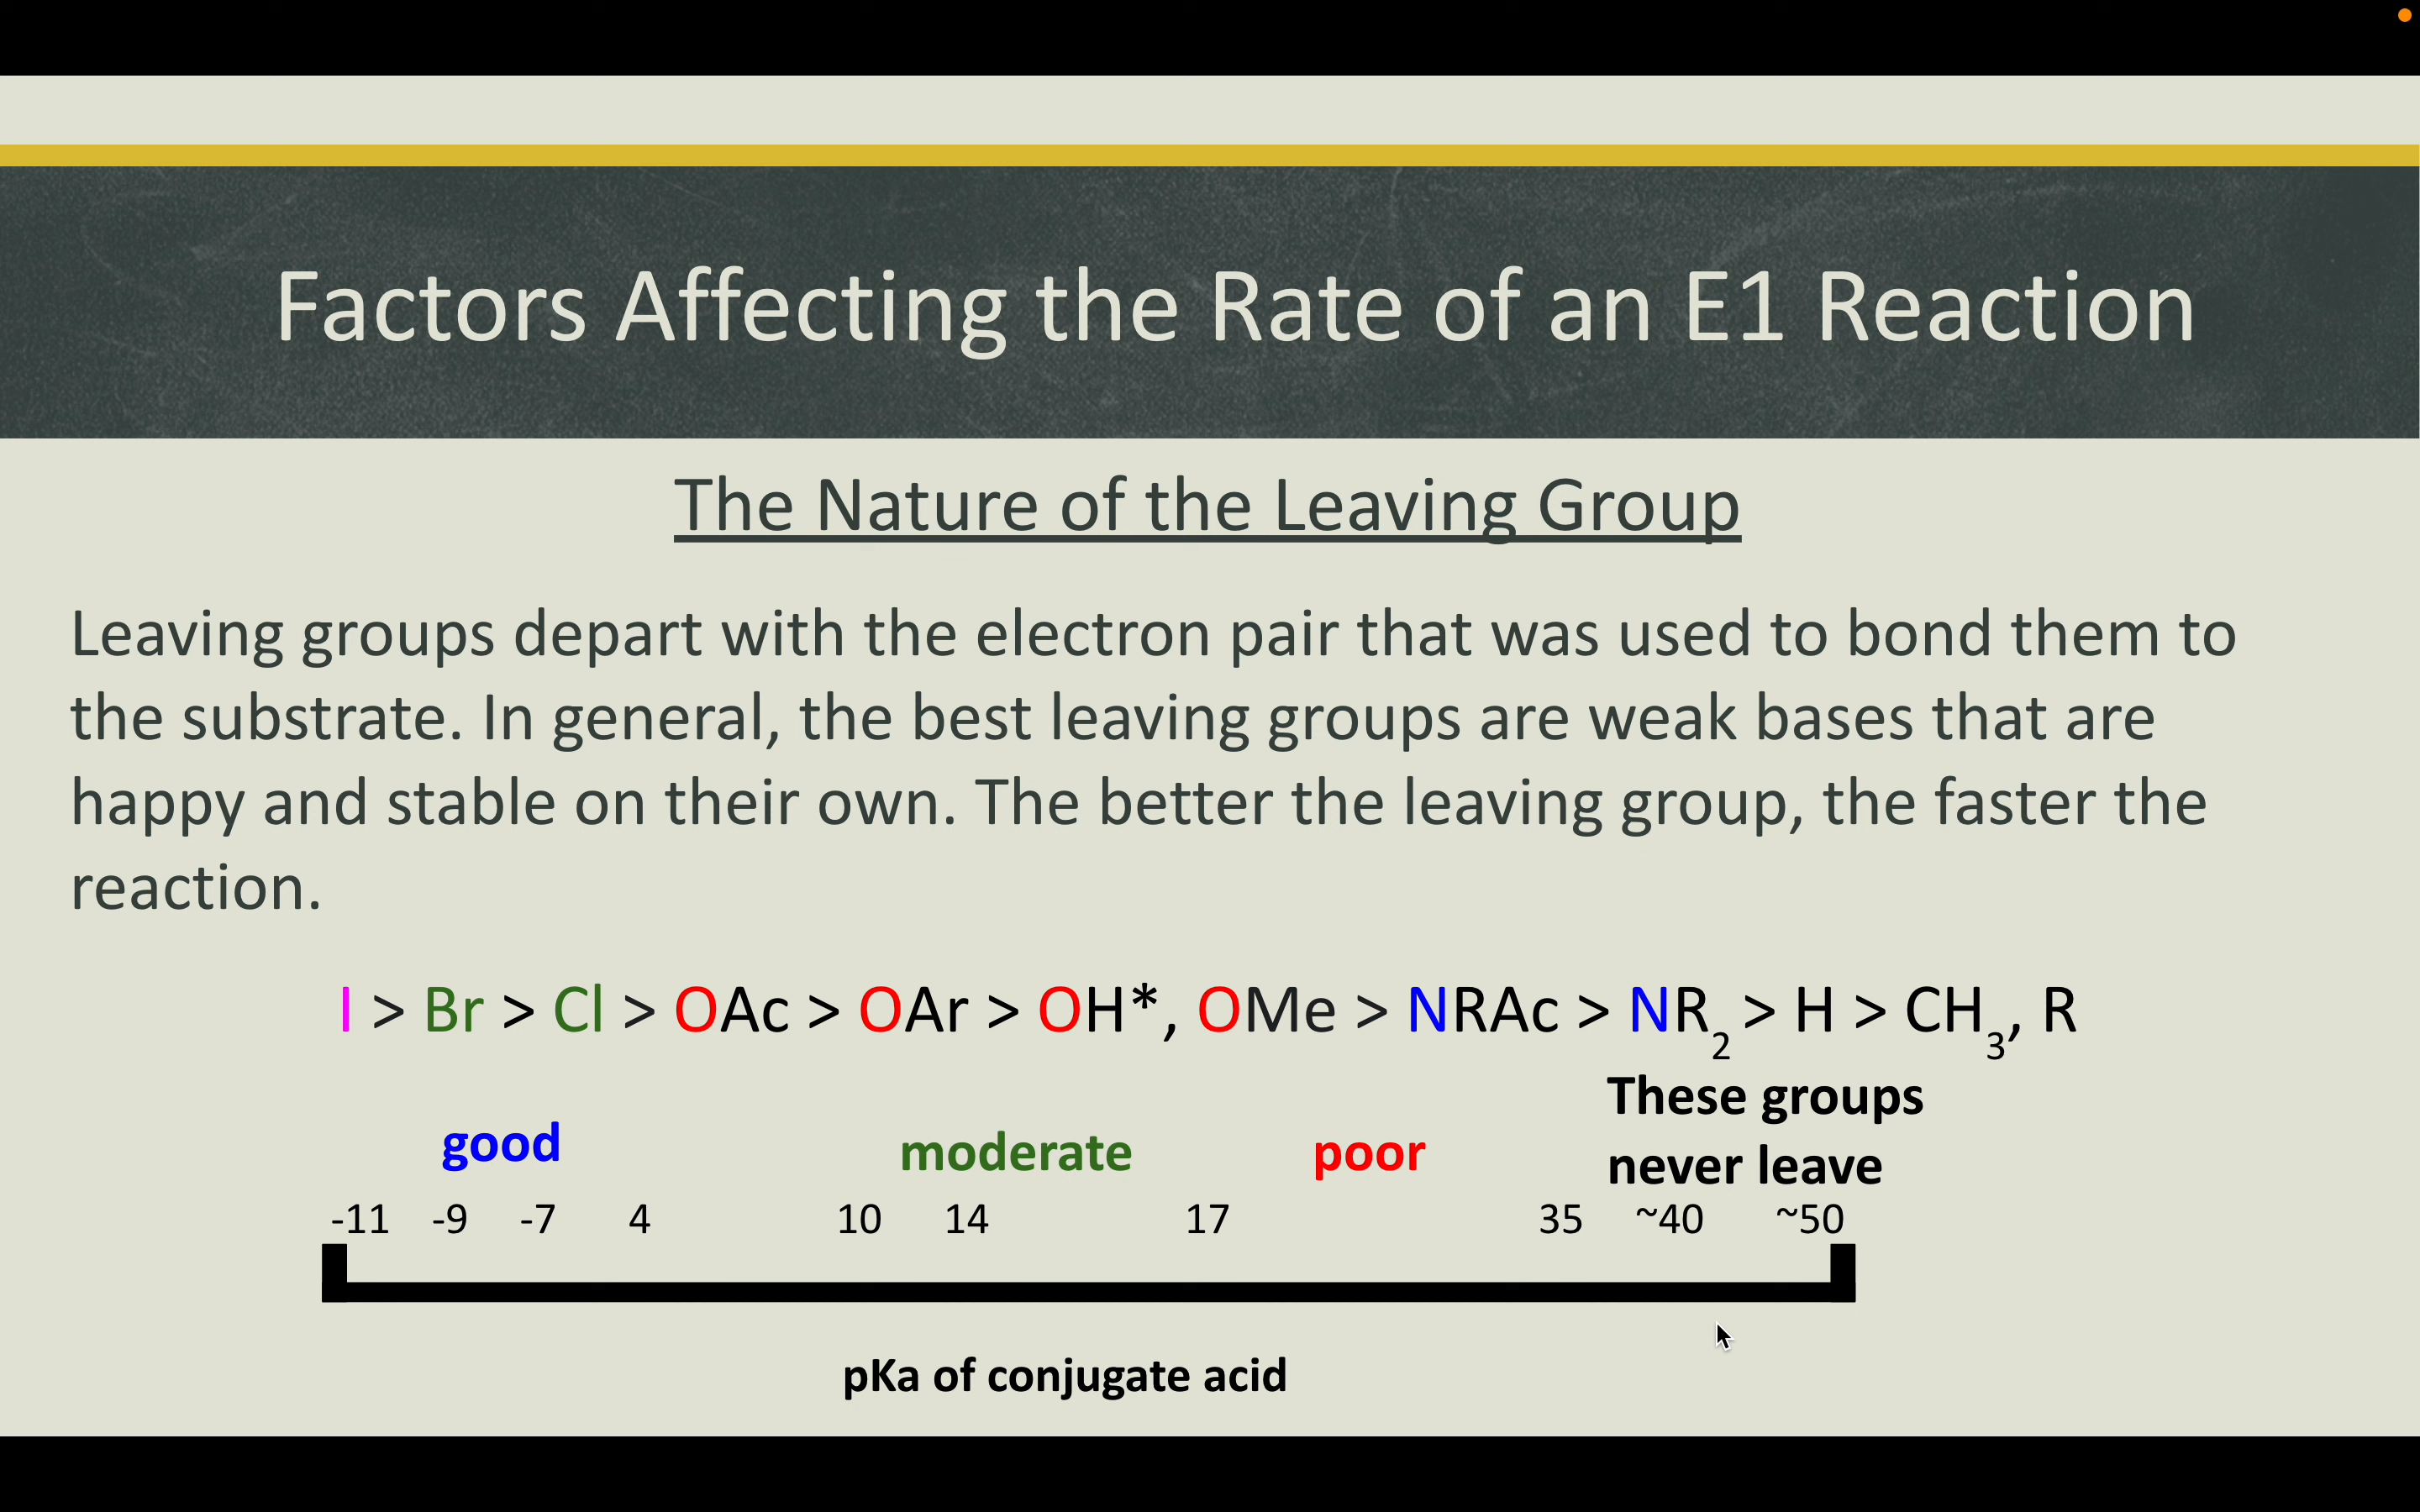 Factors Affecting the Rate of an E1 Reaction
The Nature of the Leaving Group
Leaving groups depart with the electron pair that was used to bond them to
the substrate. In general, the best leaving groups are weak bases that are
happy and stable on their own. The better the leaving group, the faster the
reaction.
I > Br > Cl > OAc > OAr > OH*, OMe > NRAc > NR2 > H > CH3, R
These groups
good moderate poor never leave
-11 -9 -7 4 10 14 17 35 ~40 ~50
pKa of conjugate acid